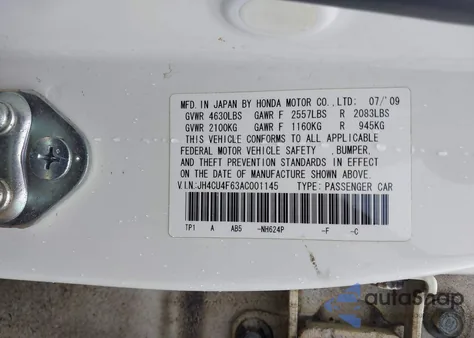 MFD. IN JAPAN BY HONDA MOTOR CO., LTD: 07/'09
GVWR 4630LBS GAWR F 2557LBS R 2083LBS
GVWR 2100KG GAWR F 1160KG R 945KG
THIS VEHICLE CONFORMS TO ALL APPLICABLE
FEDERAL MOTOR VEHICLE SAFETY , BUMPER,
AND THEFT PREVENTION STANDARDS IN EFFECT
ON THE DATE OF MANUFACTURE SHOWN ABOVE.
V.I.N:JH4CU4F63AC001145 TYPE: PASSENGER CAR
TP1 A AB5 -NH624P -F -C
autoSnap